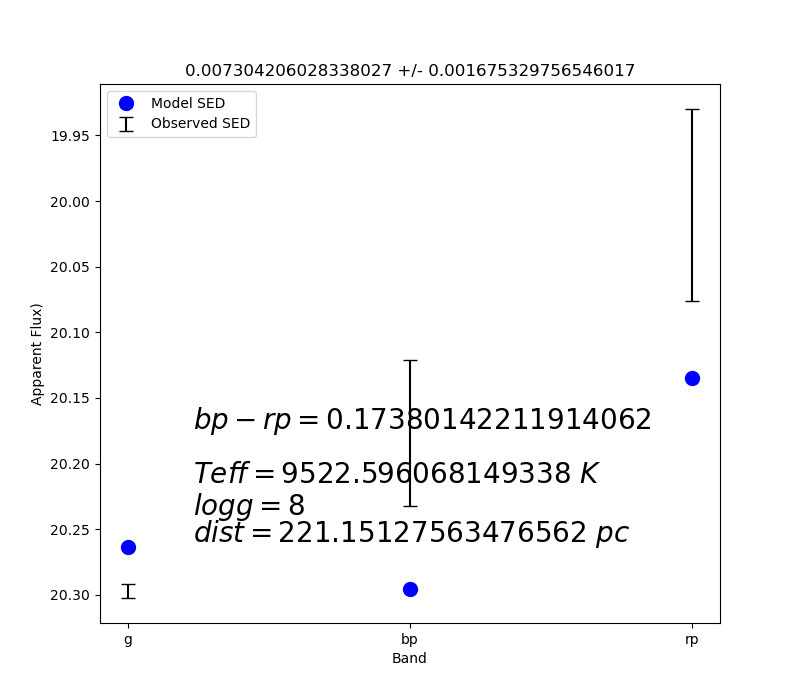 0.007304206028338027 +/- 0.001675329756546017
Model SED
Observed SED
19.95
20.00
20.05
20.10
20.15
20.20
20.25
20.30
Apparent Flux)
bp − rp = 0.17380142211914062
Teff = 9522.596068149338 K
logg = 8
dist = 221.15127563476562 pc
g
bp
rp
Band